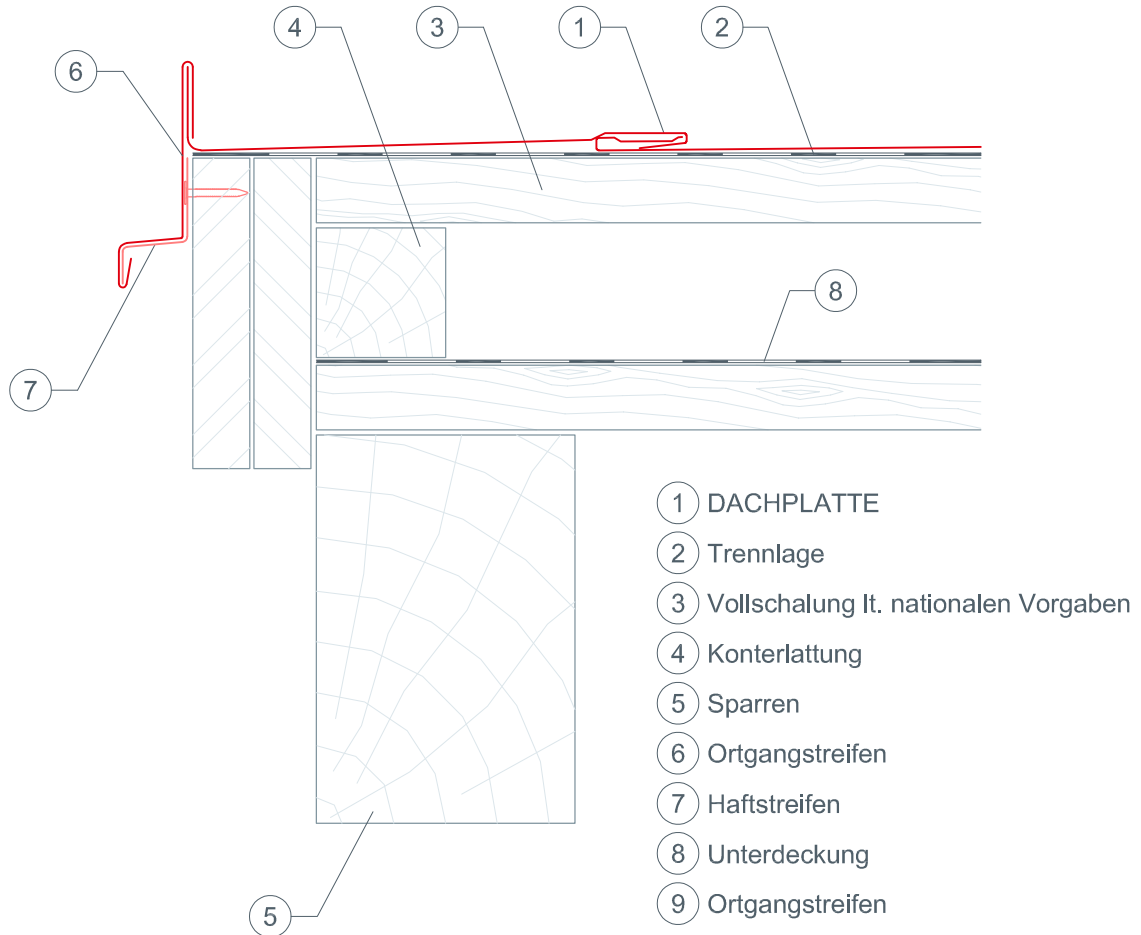 4 3 1 2
6
8
7
1 DACHPLATTE
2 Trennlage
3 Vollschalung lt. nationalen Vorgaben
4 Konterlattung
5 Sparren
6 Ortgangstreifen
7 Haftstreifen
8 Unterdeckung
9 Ortgangstreifen
5